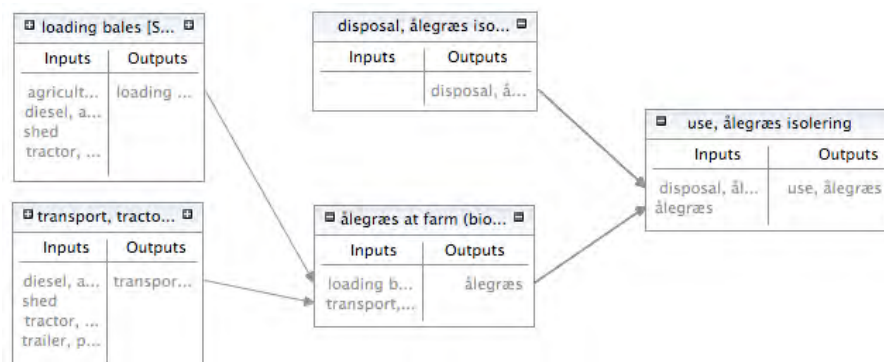 loading bales [S...
Inputs Outputs
agricult... loading ...
diesel, a...
shed
tractor, ...
disposal, ålegræs iso...
Inputs Outputs
disposal, å...
use, ålegræs isolering
Inputs Outputs
disposal, ål... use, ålegræs
ålegræs
transport, tracto...
Inputs Outputs
diesel, a... transpor...
shed
tractor, ...
trailer, p...
ålegræs at farm (bio...
Inputs Outputs
loading b... ålegræs
transport,...